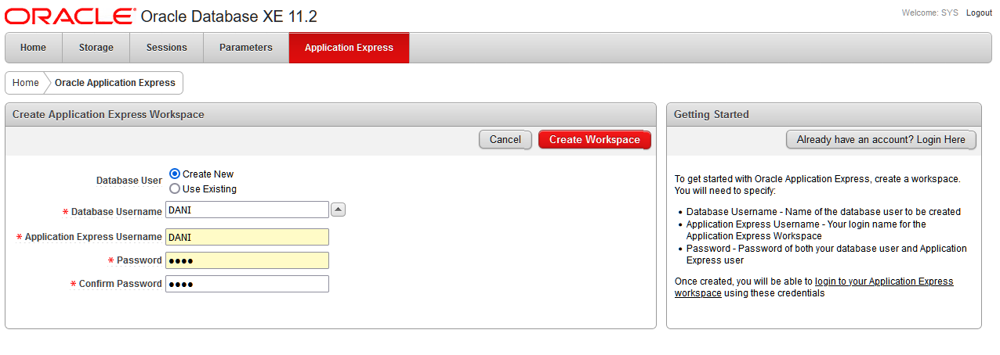 ORACLE Oracle Database XE 11.2
Welcome: SYS Logout
Home Storage Sessions Parameters Application Express
Home Oracle Application Express
Create Application Express Workspace
Cancel Create Workspace
Database User
Create New
Use Existing
* Database Username DANI
* Application Express Username DANI
* Password ●●●●
* Confirm Password ●●●●
Getting Started
Already have an account? Login Here
To get started with Oracle Application Express, create a workspace.
You will need to specify:
• Database Username - Name of the database user to be created
• Application Express Username - Your login name for the
Application Express Workspace
• Password - Password of both your database user and Application
Express user
Once created, you will be able to login to your Application Express
workspace using these credentials